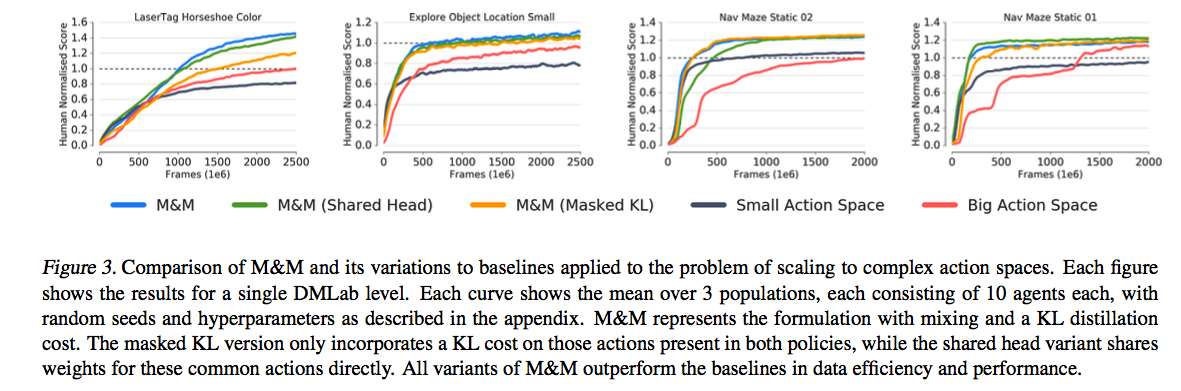 LaserTag Horseshoe Color
Human Normalised Score
1.6
1.4
1.2
1.0
0.8
0.6
0.4
0.2
0.0
0 500 1000 1500 2000 2500
Frames (1e6)
Explore Object Location Small
Human Normalised Score
1.2
1.0
0.8
0.6
0.4
0.2
0.0
0 500 1000 1500 2000 2500
Frames (1e6)
Nav Maze Static 02
Human Normalised Score
1.4
1.2
1.0
0.8
0.6
0.4
0.2
0.0
0 500 1000 1500 2000
Frames (1e6)
Nav Maze Static 01
Human Normalised Score
1.4
1.2
1.0
0.8
0.6
0.4
0.2
0.0
0 500 1000 1500 2000
Frames (1e6)
M&M M&M (Shared Head) M&M (Masked KL) Small Action Space Big Action Space
Figure 3. Comparison of M&M and its variations to baselines applied to the problem of scaling to complex action spaces. Each figure
shows the results for a single DMLab level. Each curve shows the mean over 3 populations, each consisting of 10 agents each, with
random seeds and hyperparameters as described in the appendix. M&M represents the formulation with mixing and a KL distillation
cost. The masked KL version only incorporates a KL cost on those actions present in both policies, while the shared head variant shares
weights for these common actions directly. All variants of M&M outperform the baselines in data efficiency and performance.